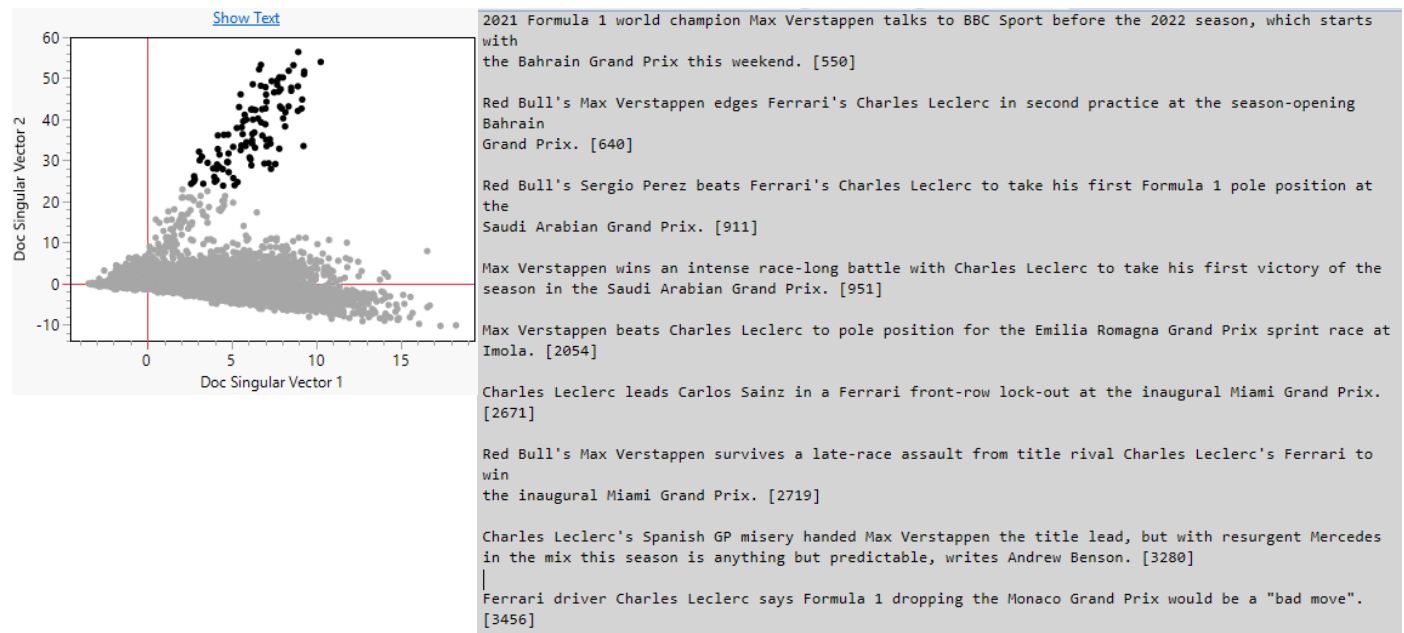 Show Text
60
50
40
30
20
10
0
-10
Doc Singular Vector 2
0 5 10 15
Doc Singular Vector 1
2021 Formula 1 world champion Max Verstappen talks to BBC Sport before the 2022 season, which starts
with
the Bahrain Grand Prix this weekend. [550]
Red Bull's Max Verstappen edges Ferrari's Charles Leclerc in second practice at the season-opening
Bahrain
Grand Prix. [640]
Red Bull's Sergio Perez beats Ferrari's Charles Leclerc to take his first Formula 1 pole position at
the
Saudi Arabian Grand Prix. [911]
Max Verstappen wins an intense race-long battle with Charles Leclerc to take his first victory of the
season in the Saudi Arabian Grand Prix. [951]
Max Verstappen beats Charles Leclerc to pole position for the Emilia Romagna Grand Prix sprint race at
Imola. [2054]
Charles Leclerc leads Carlos Sainz in a Ferrari front-row lock-out at the inaugural Miami Grand Prix.
[2671]
Red Bull's Max Verstappen survives a late-race assault from title rival Charles Leclerc's Ferrari to
win
the inaugural Miami Grand Prix. [2719]
Charles Leclerc's Spanish GP misery handed Max Verstappen the title lead, but with resurgent Mercedes
in the mix this season is anything but predictable, writes Andrew Benson. [3280]
Ferrari driver Charles Leclerc says Formula 1 dropping the Monaco Grand Prix would be a "bad move".
[3456]